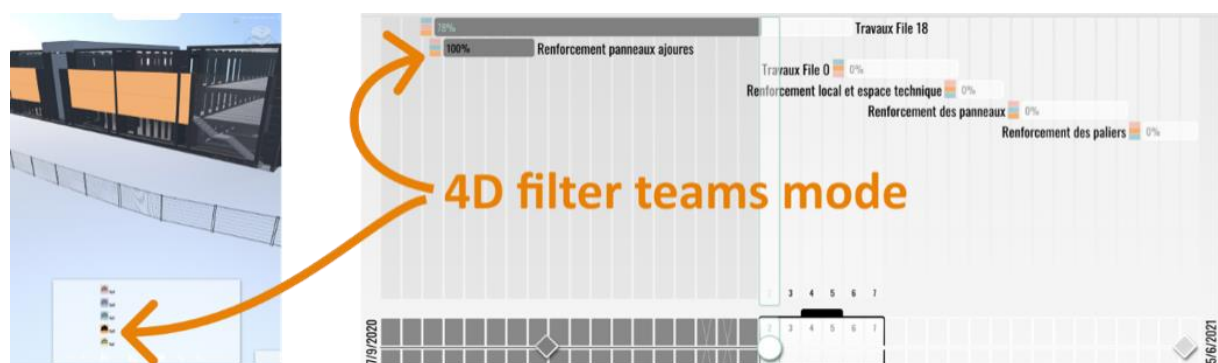 78%
Travaux File 18
100%
Renforcement panneaux ajoures
Travaux File 0
0%
Renforcement local et espace technique
0%
Renforcement des panneaux
0%
Renforcement des paliers
0%
4D filter teams mode
2 3 4 5 6 7
2 3 4 5 6 7
7/9/2020
/6/2021